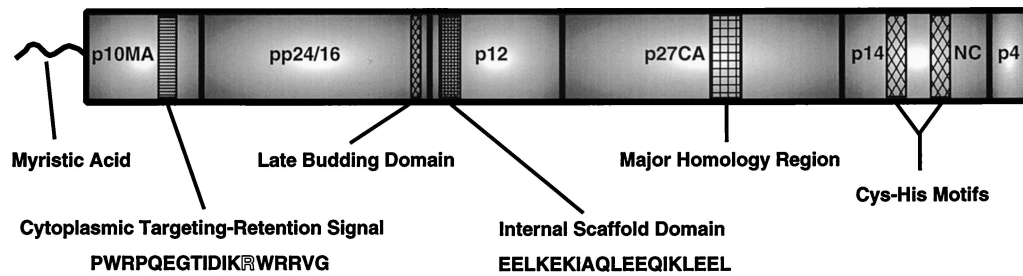 p10MA pp24/16 p12 p27CA p14 NC p4
Myristic Acid Late Budding Domain Major Homology Region
Cys-His Motifs
Cytoplasmic Targeting-Retention Signal Internal Scaffold Domain
PWRPQEGTIDIKRWRRVG EELKEKIAQLEEQIKLEEL